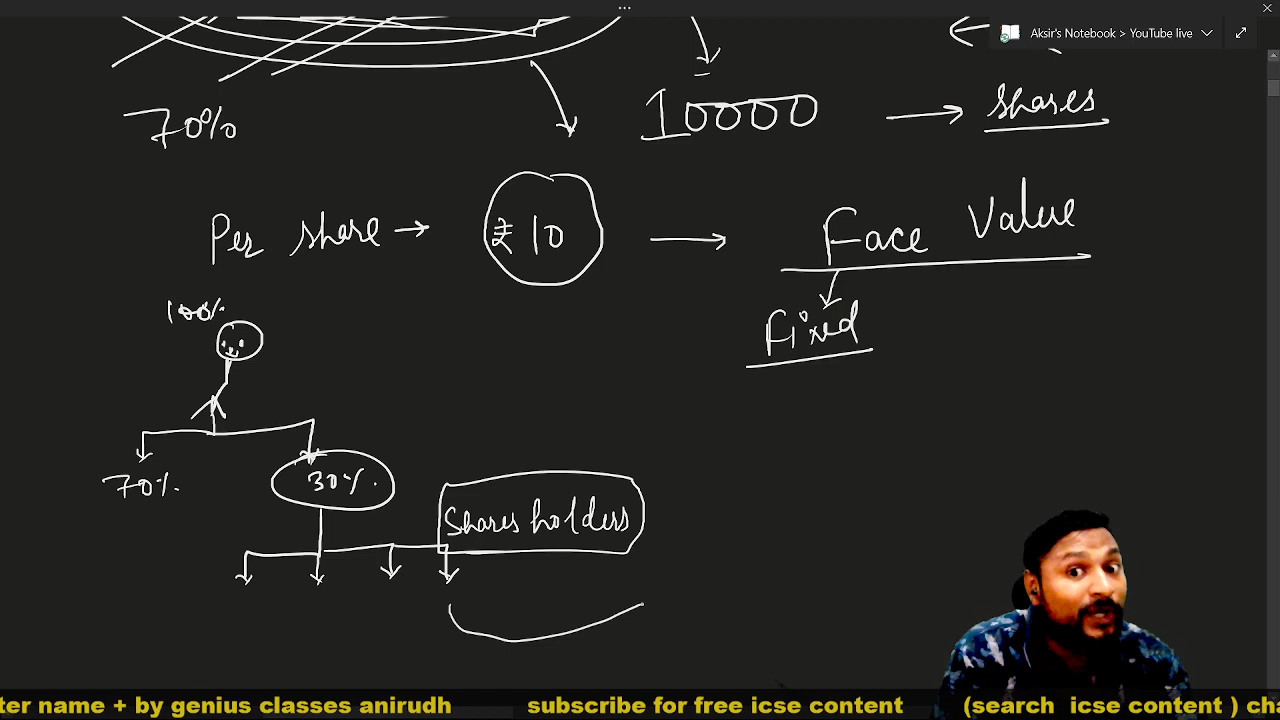 Aksir's Notebook > YouTube live
70%
10000 → shares
Per share → ₹10 → Face Value
Fixed
100%
70%
30%.
Shares holders
ter name + by genius classes anirudh subscribe for free icse content (search icse content ) cha